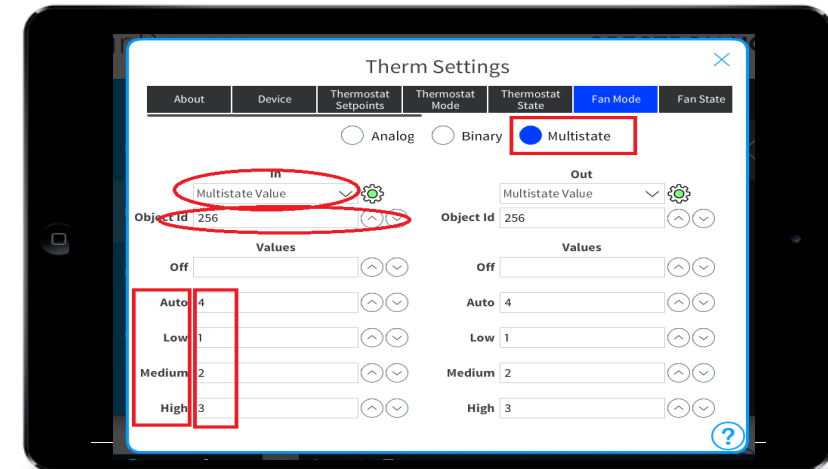 Therm Settings
About Device Thermostat Setpoints Thermostat Mode Thermostat State Fan Mode Fan State
Analog Binary Multistate
In Out
Multistate Value Multistate Value
Object Id 256 Object Id 256
Values Values
Off Off
Auto 4 Auto 4
Low 1 Low 1
Medium 2 Medium 2
High 3 High 3
?